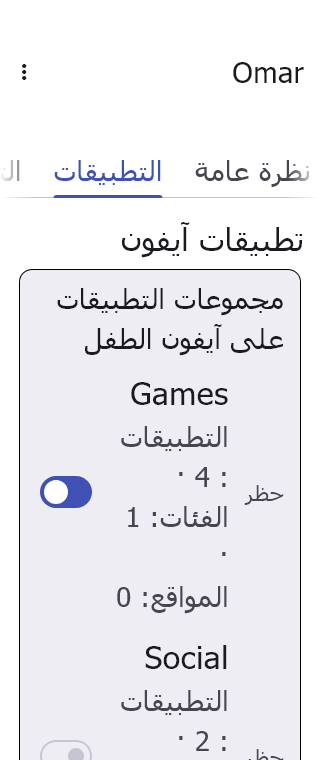 Omar
نظرة عامة
التطبيقات
تطبيقات آيفون
مجموعات التطبيقات
على آيفون الطفل
Games
التطبيقات
: 4 ·
حظر
الفئات: 1
·
المواقع: 0
Social
التطبيقات
: 2 ·
حظر